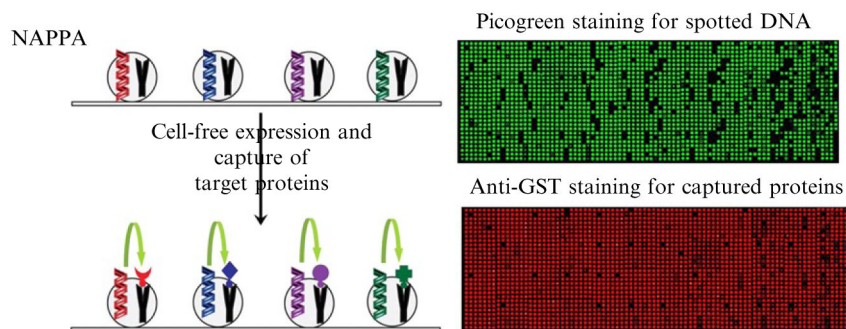 NAPPA
Cell-free expression and
capture of
target proteins
Picogreen staining for spotted DNA
Anti-GST staining for captured proteins